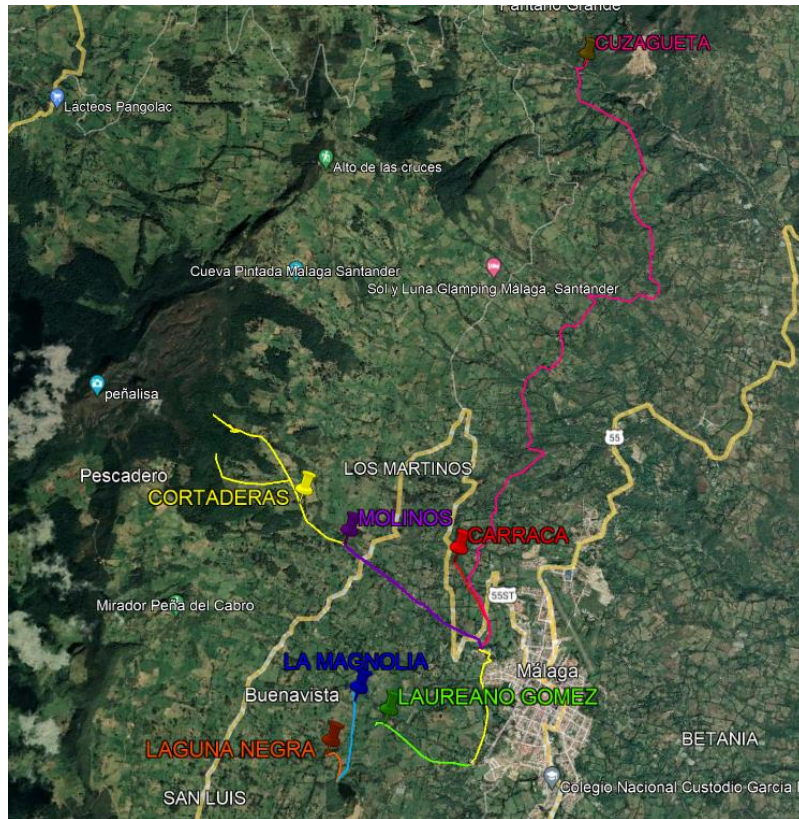 Pantano Grande
CUZAGUETA
Lácteos Pangolac
Alto de las cruces
Cueva Pintada Malaga Santander
Sol y Luna Glamping Málaga, Santander
peñalisa
55
Pescadero
LOS MARTINOS
CORTADERAS
MOLINOS
CARRACA
55ST
Mirador Peña del Cabro
LA MAGNOLIA
Málaga
Buenavista
LAUREANO GOMEZ
LAGUNA NEGRA
BETANIA
SAN LUIS
Colegio Nacional Custodio Garcia